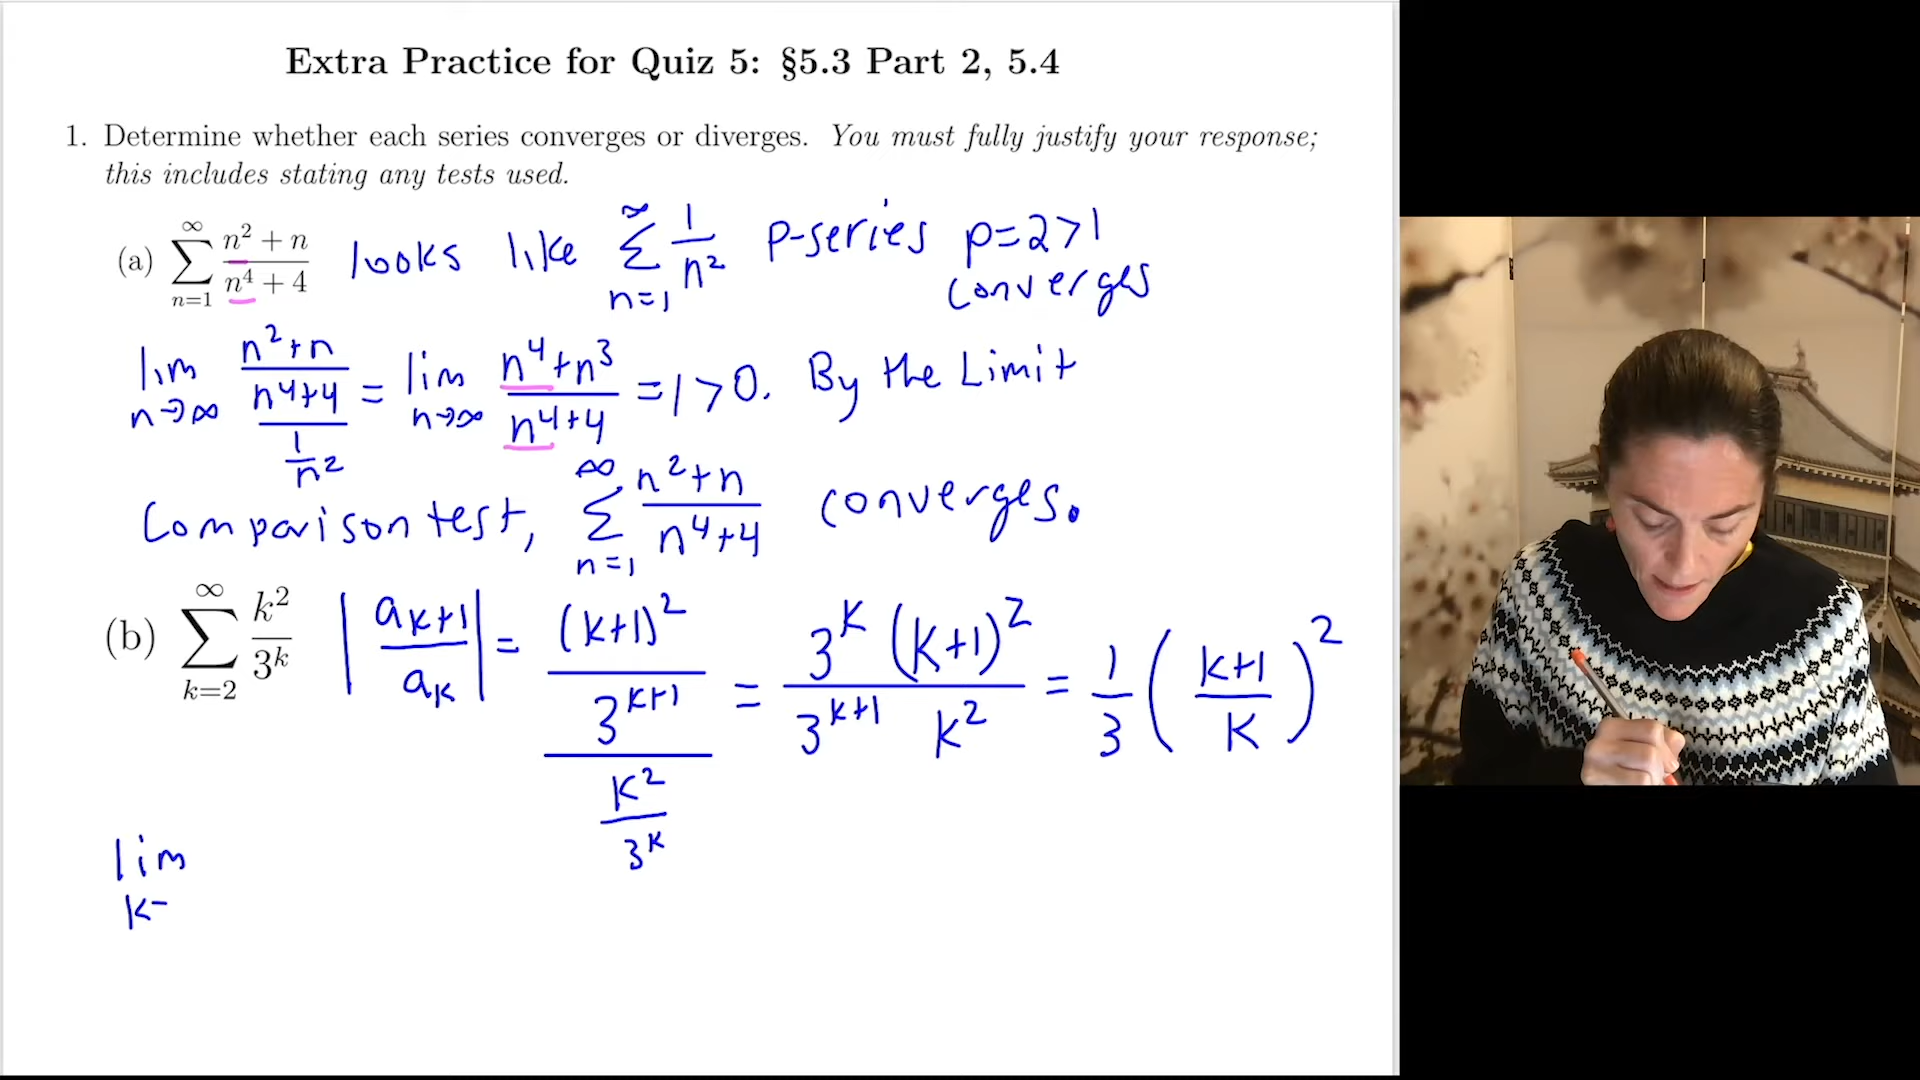 Extra Practice for Quiz 5: §5.3 Part 2, 5.4
1. Determine whether each series converges or diverges. You must fully justify your response;
this includes stating any tests used.
(a) ∑_{n=1}^{∞} (n² + n)/(n⁴ + 4) looks like ∑_{n=1}^{∞} 1/n² p-series p=2>1
converges
lim_{n→∞} ((n²+n)/(n⁴+4))/(1/n²) = lim_{n→∞} (n⁴+n³)/(n⁴+4) = 1 > 0. By the Limit
Comparison test, ∑_{n=1}^{∞} (n²+n)/(n⁴+4) converges.
(b) ∑_{k=2}^{∞} k²/3ᵏ |a_{k+1}/a_k| = ((k+1)²/3^{k+1})/(k²/3^k) = (3^k (k+1)²)/(3^{k+1} k²) = 1/3 ((k+1)/k)²
lim
k-